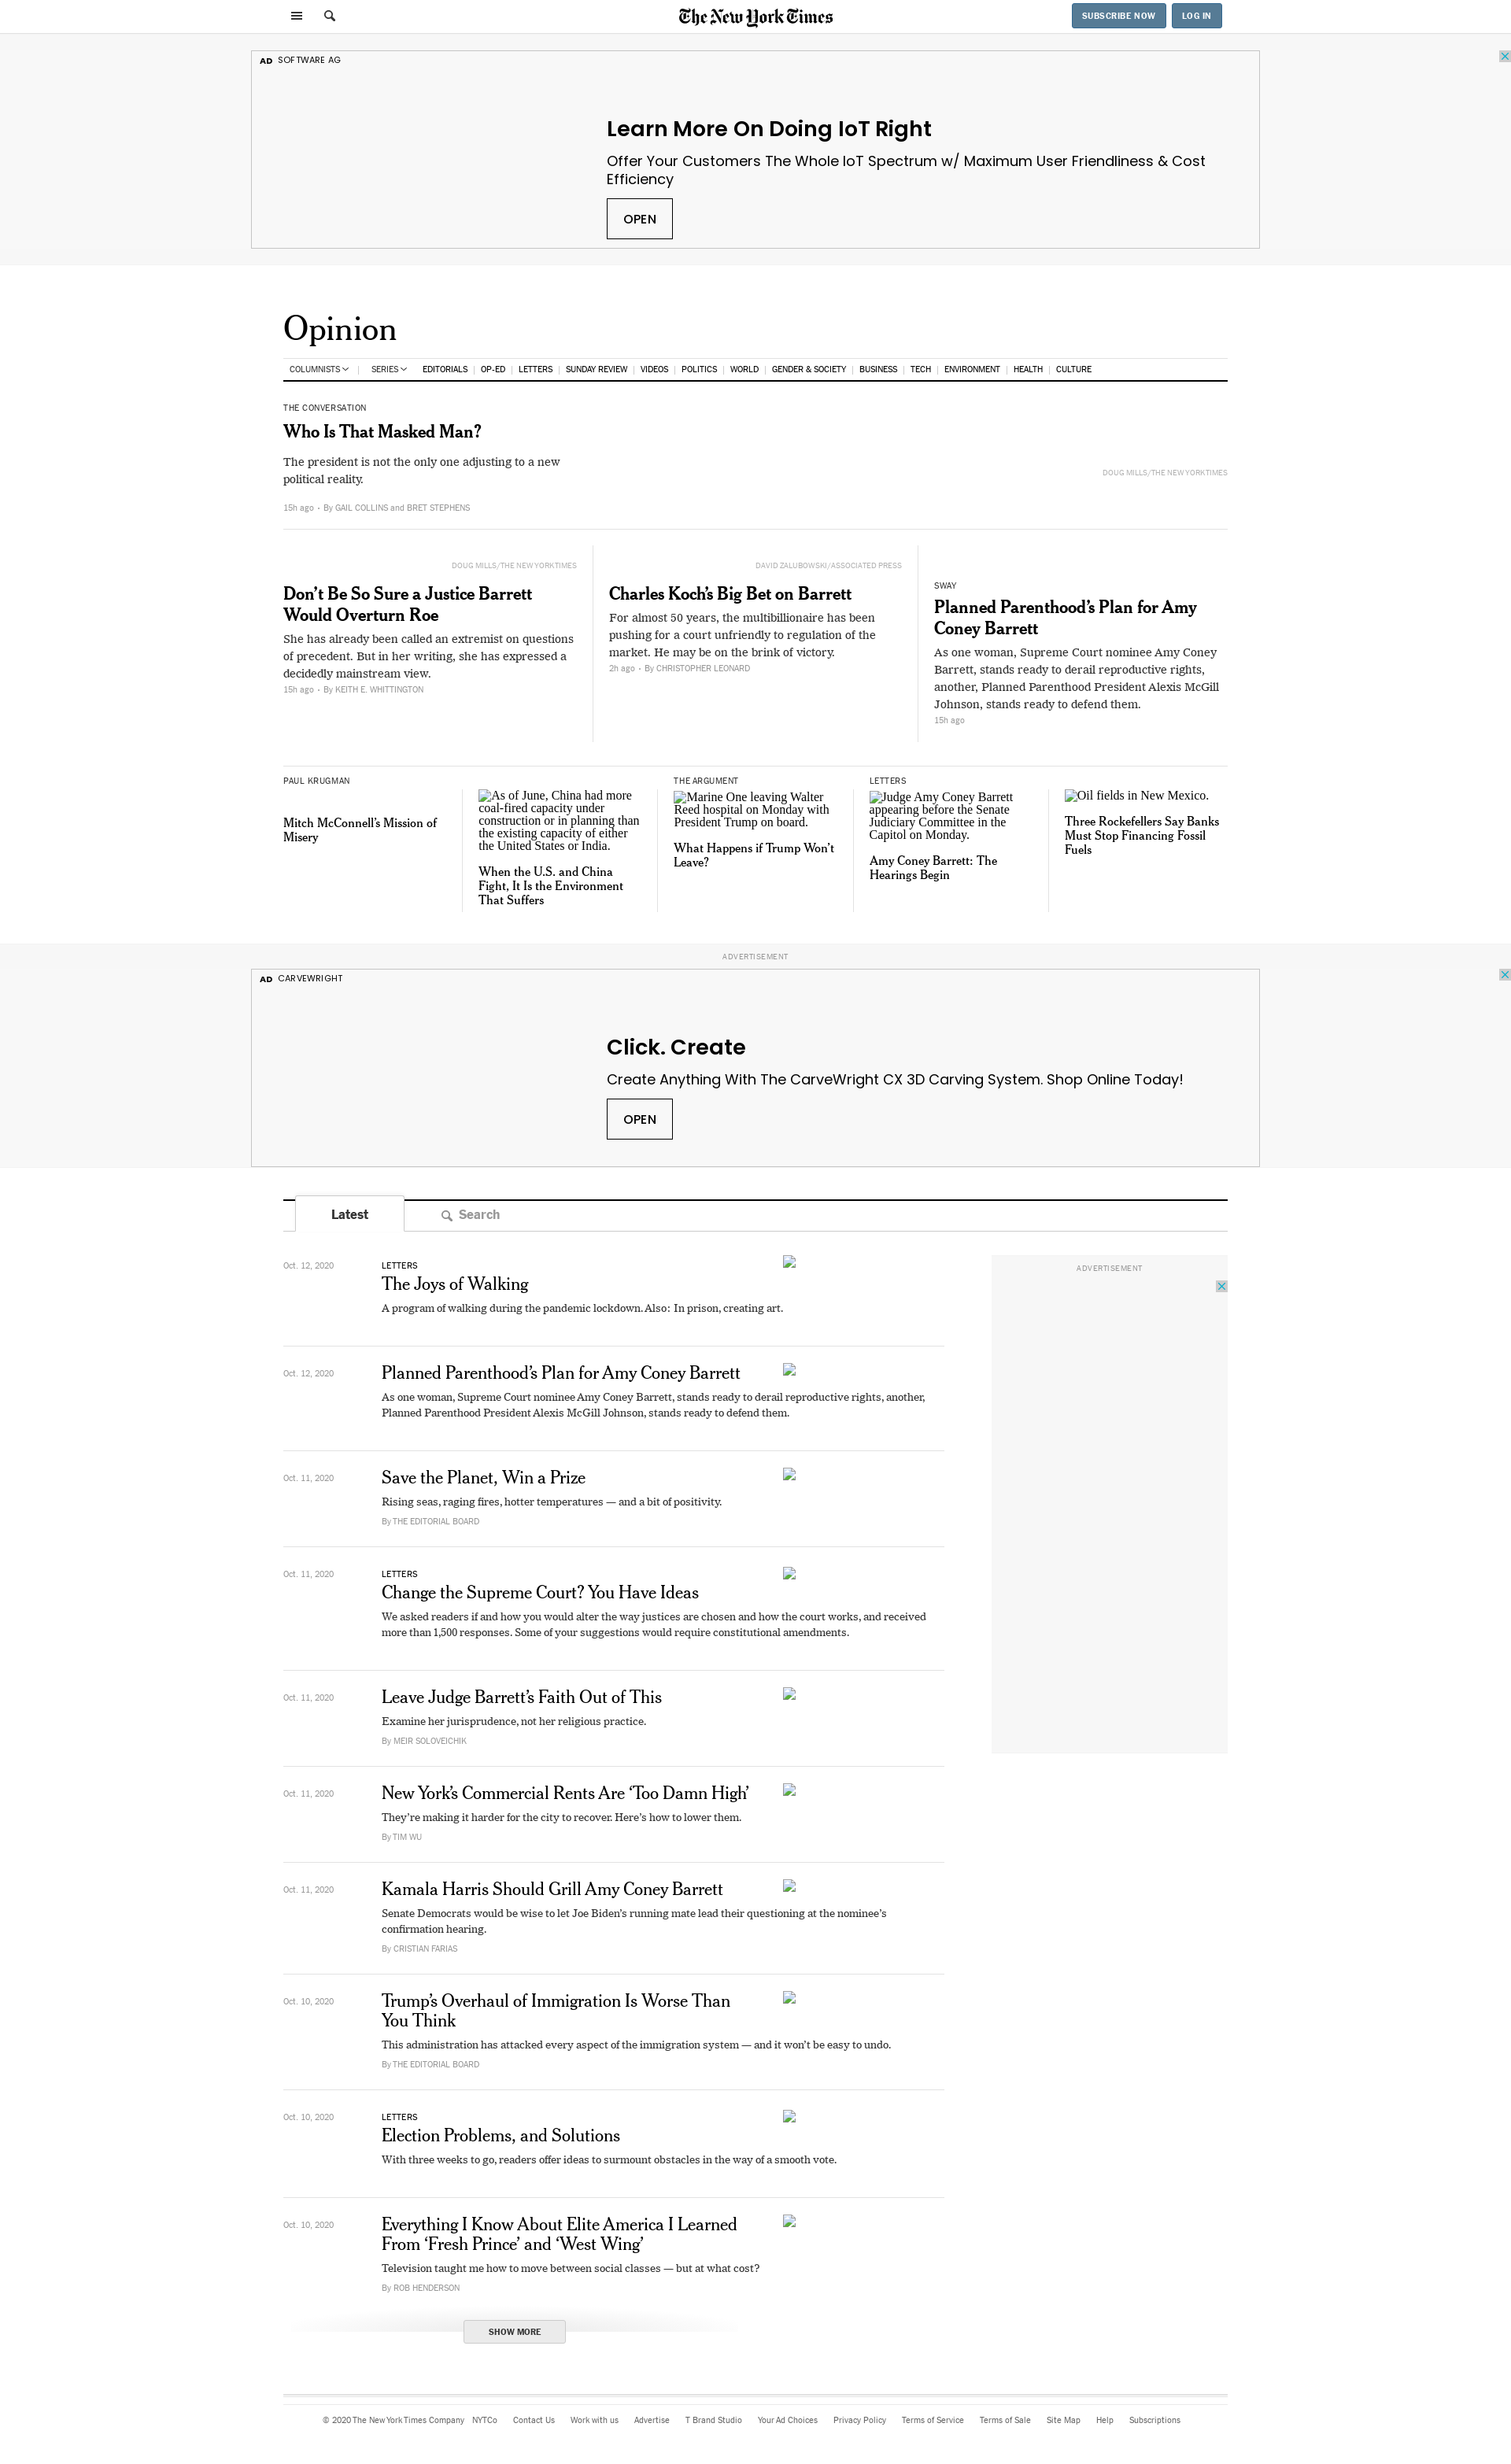 The New York Times
SUBSCRIBE NOW
LOG IN
AD SOFTWARE AG
Learn More On Doing IoT Right
Offer Your Customers The Whole IoT Spectrum w/ Maximum User Friendliness & Cost
Efficiency
OPEN
Opinion
COLUMNISTS SERIES EDITORIALS OP-ED LETTERS SUNDAY REVIEW VIDEOS POLITICS WORLD GENDER & SOCIETY BUSINESS TECH ENVIRONMENT HEALTH CULTURE
THE CONVERSATION
Who Is That Masked Man?
The president is not the only one adjusting to a new
political reality.
15h ago • By GAIL COLLINS and BRET STEPHENS
DOUG MILLS/THE NEW YORK TIMES
DOUG MILLS/THE NEW YORK TIMES
Don’t Be So Sure a Justice Barrett
Would Overturn Roe
She has already been called an extremist on questions
of precedent. But in her writing, she has expressed a
decidedly mainstream view.
15h ago • By KEITH E. WHITTINGTON
DAVID ZALUBOWSKI/ASSOCIATED PRESS
Charles Koch’s Big Bet on Barrett
For almost 50 years, the multibillionaire has been
pushing for a court unfriendly to regulation of the
market. He may be on the brink of victory.
2h ago • By CHRISTOPHER LEONARD
SWAY
Planned Parenthood’s Plan for Amy
Coney Barrett
As one woman, Supreme Court nominee Amy Coney
Barrett, stands ready to derail reproductive rights,
another, Planned Parenthood President Alexis McGill
Johnson, stands ready to defend them.
15h ago
PAUL KRUGMAN
Mitch McConnell’s Mission of
Misery
As of June, China had more
coal-fired capacity under
construction or in planning than
the existing capacity of either
the United States or India.
When the U.S. and China
Fight, It Is the Environment
That Suffers
THE ARGUMENT
Marine One leaving Walter
Reed hospital on Monday with
President Trump on board.
What Happens if Trump Won’t
Leave?
LETTERS
Judge Amy Coney Barrett
appearing before the Senate
Judiciary Committee in the
Capitol on Monday.
Amy Coney Barrett: The
Hearings Begin
Oil fields in New Mexico.
Three Rockefellers Say Banks
Must Stop Financing Fossil
Fuels
ADVERTISEMENT
AD CARVEWRIGHT
Click. Create
Create Anything With The CarveWright CX 3D Carving System. Shop Online Today!
OPEN
Latest
Search
ADVERTISEMENT
Oct. 12, 2020
LETTERS
The Joys of Walking
A program of walking during the pandemic lockdown. Also: In prison, creating art.
Oct. 12, 2020
Planned Parenthood’s Plan for Amy Coney Barrett
As one woman, Supreme Court nominee Amy Coney Barrett, stands ready to derail reproductive rights, another,
Planned Parenthood President Alexis McGill Johnson, stands ready to defend them.
Oct. 11, 2020
Save the Planet, Win a Prize
Rising seas, raging fires, hotter temperatures — and a bit of positivity.
By THE EDITORIAL BOARD
Oct. 11, 2020
LETTERS
Change the Supreme Court? You Have Ideas
We asked readers if and how you would alter the way justices are chosen and how the court works, and received
more than 1,500 responses. Some of your suggestions would require constitutional amendments.
Oct. 11, 2020
Leave Judge Barrett’s Faith Out of This
Examine her jurisprudence, not her religious practice.
By MEIR SOLOVEICHIK
Oct. 11, 2020
New York’s Commercial Rents Are ‘Too Damn High’
They’re making it harder for the city to recover. Here’s how to lower them.
By TIM WU
Oct. 11, 2020
Kamala Harris Should Grill Amy Coney Barrett
Senate Democrats would be wise to let Joe Biden’s running mate lead their questioning at the nominee’s
confirmation hearing.
By CRISTIAN FARIAS
Oct. 10, 2020
Trump’s Overhaul of Immigration Is Worse Than
You Think
This administration has attacked every aspect of the immigration system — and it won’t be easy to undo.
By THE EDITORIAL BOARD
Oct. 10, 2020
LETTERS
Election Problems, and Solutions
With three weeks to go, readers offer ideas to surmount obstacles in the way of a smooth vote.
Oct. 10, 2020
Everything I Know About Elite America I Learned
From ‘Fresh Prince’ and ‘West Wing’
Television taught me how to move between social classes — but at what cost?
By ROB HENDERSON
SHOW MORE
© 2020 The New York Times Company NYTCo Contact Us Work with us Advertise T Brand Studio Your Ad Choices Privacy Policy Terms of Service Terms of Sale Site Map Help Subscriptions